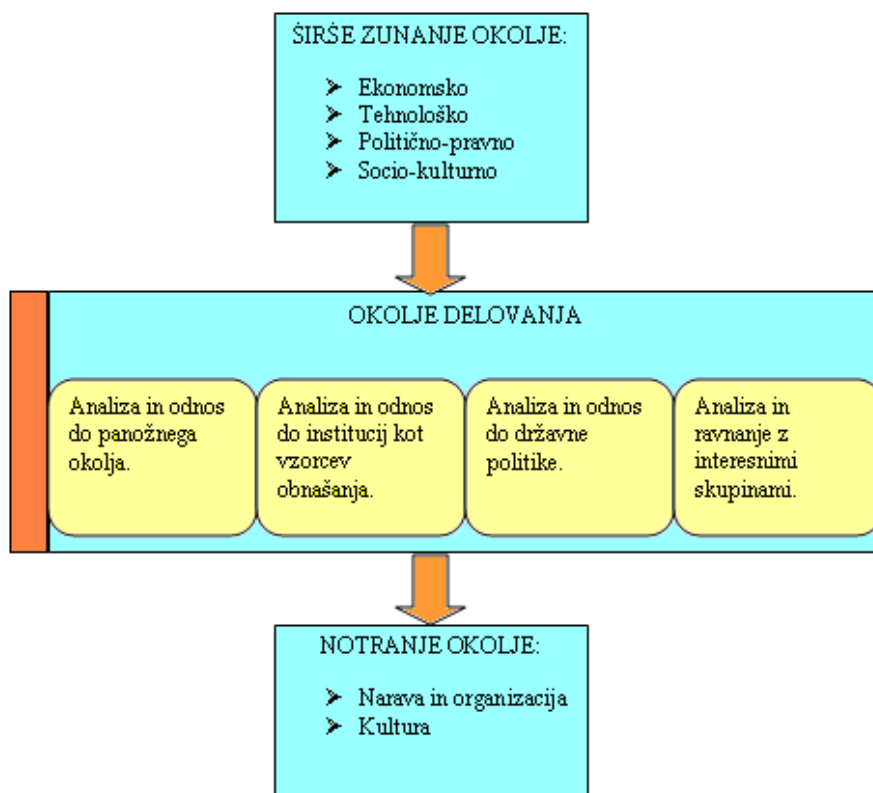 ŠIRŠE ZUNANJE OKOLJE:
➢ Ekonomsko
➢ Tehnološko
➢ Politično-pravno
➢ Socio-kulturno
OKOLJE DELOVANJA
Analiza in odnos
do panožnega
okolja.
Analiza in odnos
do institucij kot
vzorcev
obnašanja.
Analiza in odnos
do državne
politike.
Analiza in
ravnanje z
interesnimi
skupinami.
NOTRANJE OKOLJE:
➢ Narava in organizacija
➢ Kultura